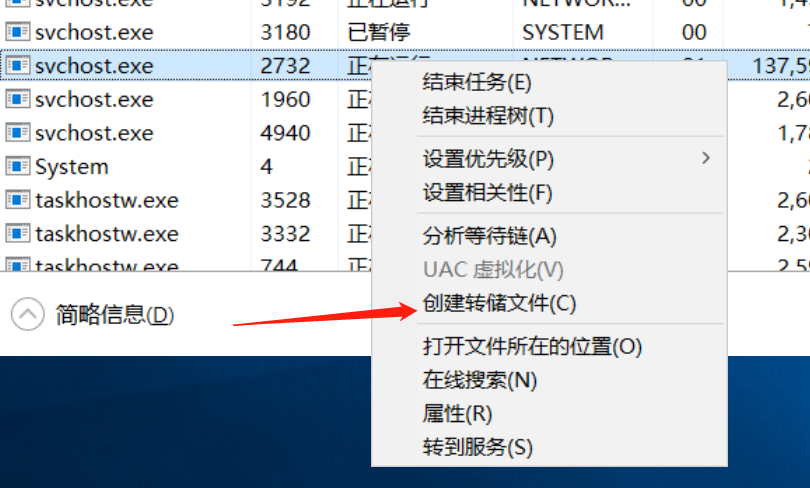 svchost.exe 3192 正在运行 NETWOR... 00
svchost.exe 3180 已暂停 SYSTEM 00
svchost.exe 2732 正在运行 137,59
svchost.exe 1960 正 2,60
svchost.exe 4940 正 1,78
System 4 正
taskhostw.exe 3528 正 2,60
taskhostw.exe 3332 正 2,30
taskhostw.exe 744 正 2,59
结束任务(E)
结束进程树(T)
设置优先级(P)
设置相关性(F)
分析等待链(A)
UAC 虚拟化(V)
创建转储文件(C)
打开文件所在的位置(O)
在线搜索(N)
属性(R)
转到服务(S)
简略信息(D)